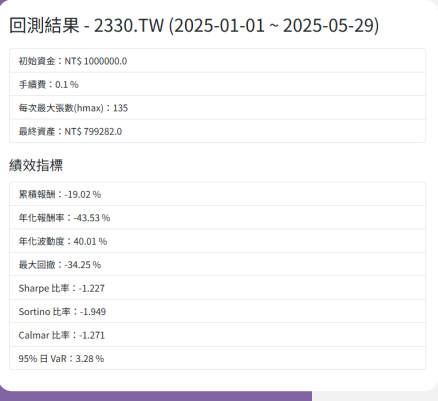 回測結果 - 2330.TW (2025-01-01 ~ 2025-05-29)
初始資金：NT$ 1000000.0
手續費：0.1 %
每次最大張數(hmax)：135
最終資產：NT$ 799282.0
績效指標
累積報酬：-19.02 %
年化報酬率：-43.53 %
年化波動度：40.01 %
最大回撤：-34.25 %
Sharpe 比率：-1.227
Sortino 比率：-1.949
Calmar 比率：-1.271
95% 日 VaR：3.28 %